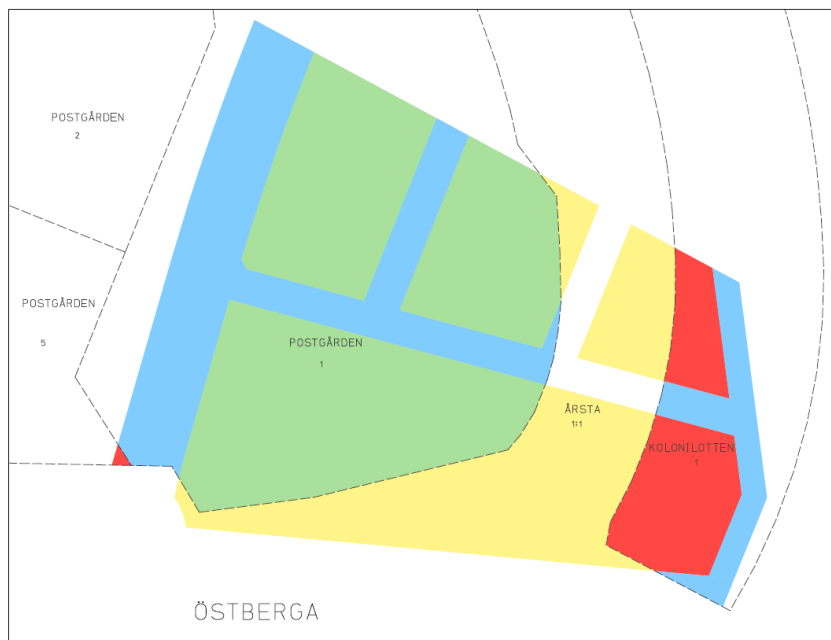 POSTGÅRDEN
2
POSTGÅRDEN
5
POSTGÅRDEN
1
ÅRSTA
1:1
KOLONILOTTEN
1
ÖSTBERGA